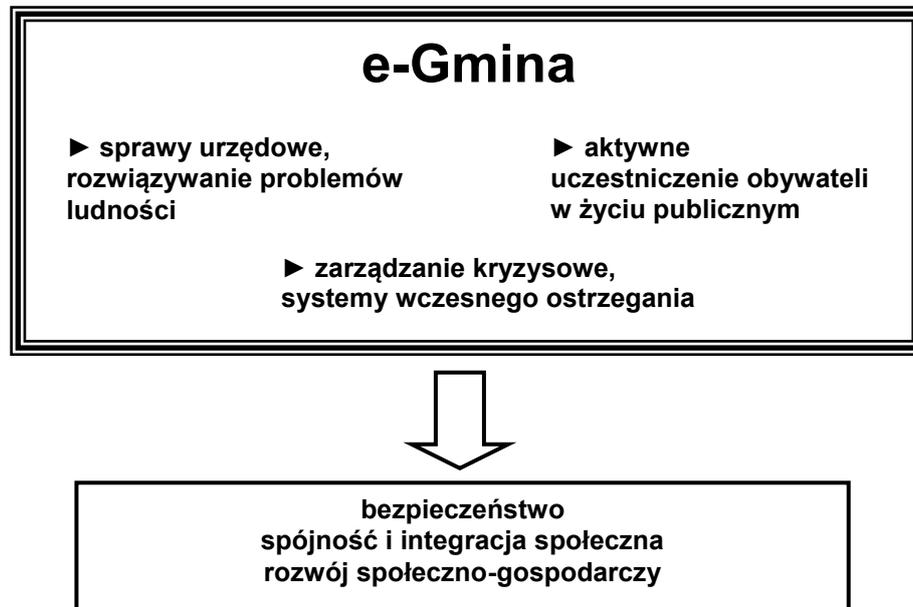 e-Gmina
► sprawy urzędowe,
rozwiązywanie problemów
ludności
► aktywne
uczestniczenie obywateli
w życiu publicznym
► zarządzanie kryzysowe,
systemy wczesnego ostrzegania
bezpieczeństwo
spójność i integracja społeczna
rozwój społeczno-gospodarczy